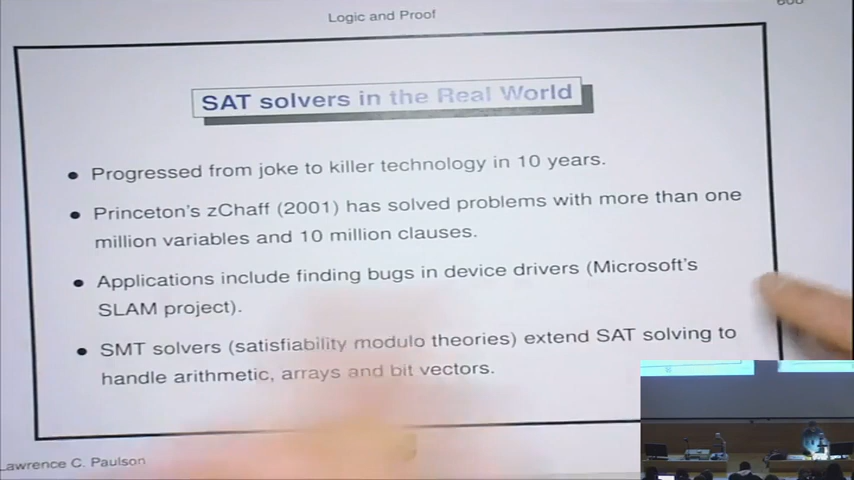 Logic and Proof
SAT solvers in the Real World
● Progressed from joke to killer technology in 10 years.
● Princeton's zChaff (2001) has solved problems with more than one
million variables and 10 million clauses.
● Applications include finding bugs in device drivers (Microsoft's
SLAM project).
● SMT solvers (satisfiability modulo theories) extend SAT solving to
handle arithmetic, arrays and bit vectors.
Lawrence C. Paulson